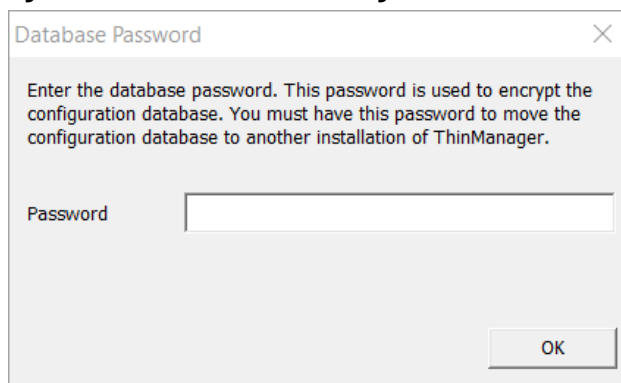 Database Password
Enter the database password. This password is used to encrypt the
configuration database. You must have this password to move the
configuration database to another installation of ThinManager.
Password
OK